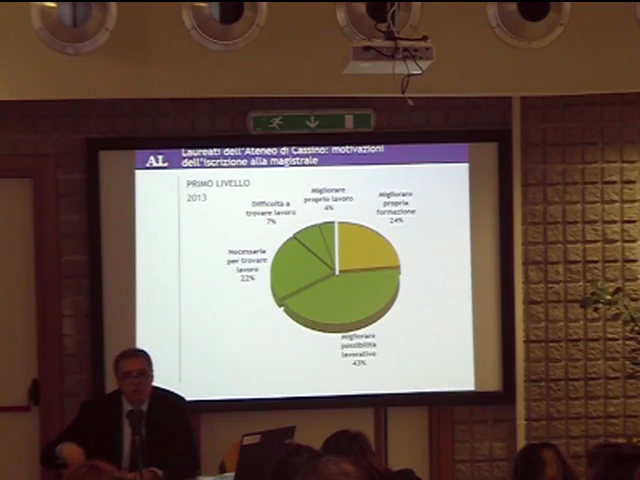 AL
Laureati dell'Ateneo di Cassino: motivazioni
dell'iscrizione alla magistrale
PRIMO LIVELLO
2013
Migliorare
proprio lavoro
4%
Migliorare
propria
formazione
24%
Difficoltà a
trovare lavoro
7%
Necessaria
per trovare
lavoro
22%
Migliorare
possibilità
lavorative
43%